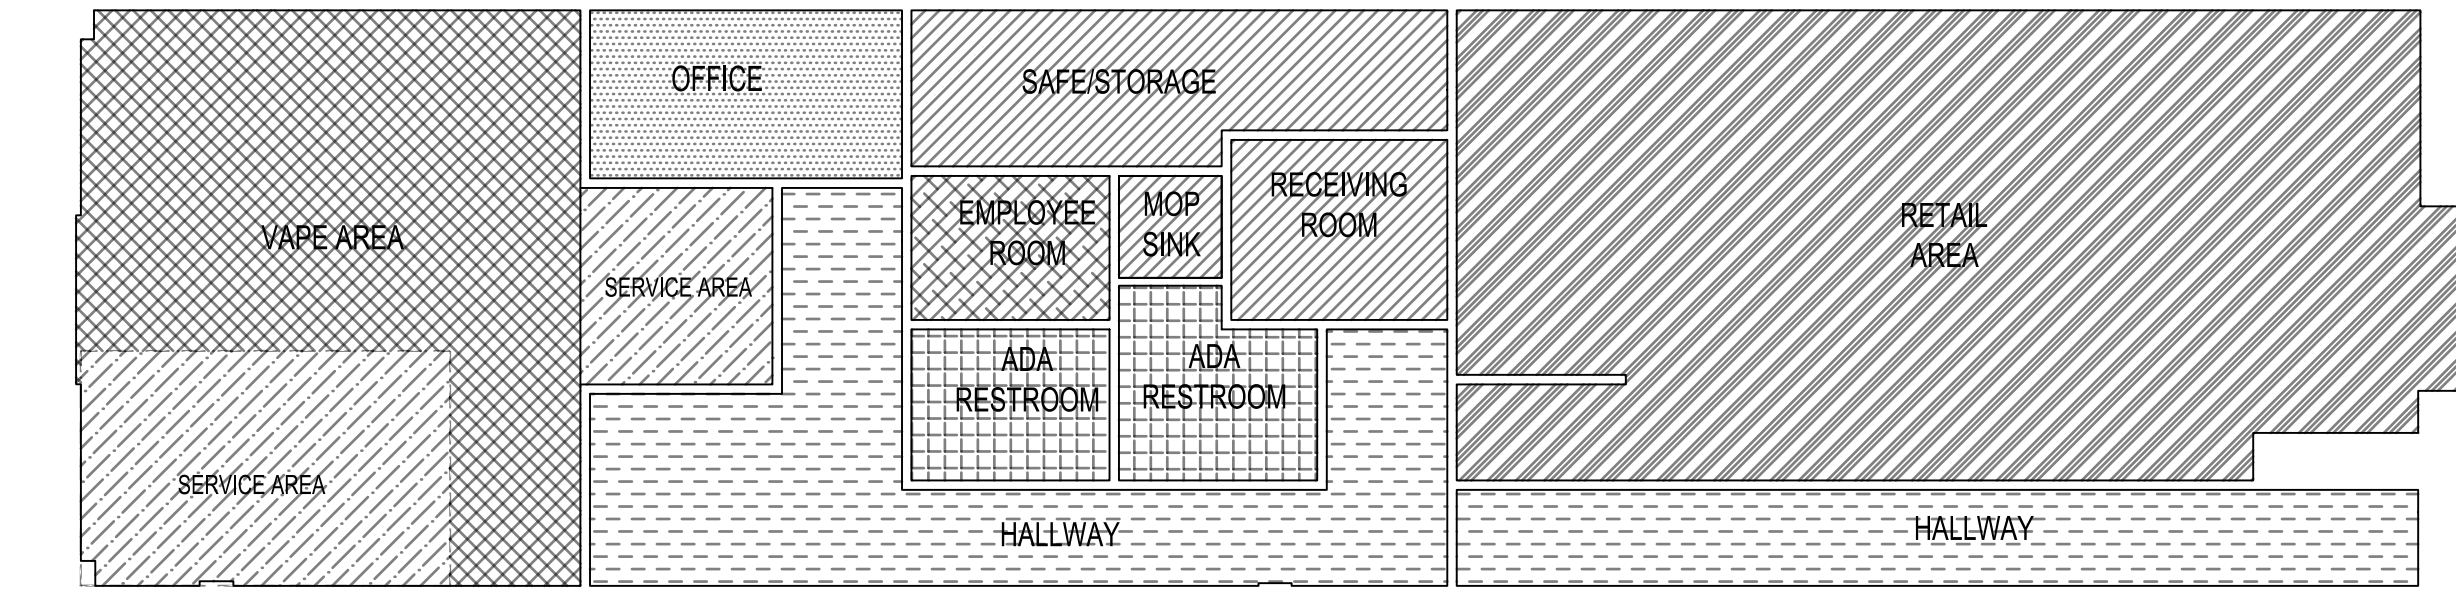 OFFICE
SAFE/STORAGE
VAPE AREA
SERVICE AREA
EMPLOYEE
ROOM
MOP
SINK
RECEIVING
ROOM
RETAIL
AREA
ADA
RESTROOM
ADA
RESTROOM
SERVICE AREA
HALLWAY
HALLWAY